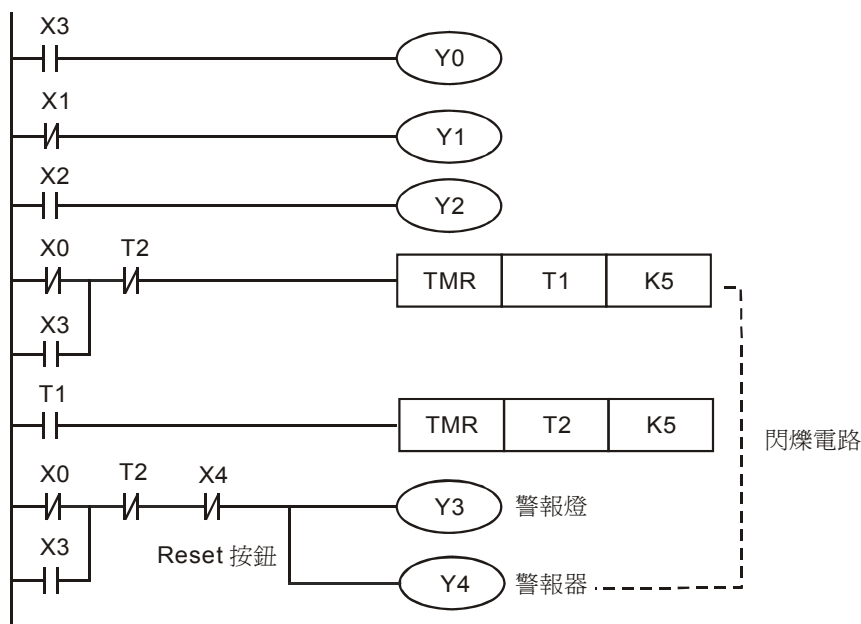 X3
Y0
X1
Y1
X2
Y2
X0 T2
TMR T1 K5
X3
T1
TMR T2 K5
閃爍電路
X0 T2 X4
Y3 警報燈
X3
Reset 按鈕
Y4 警報器